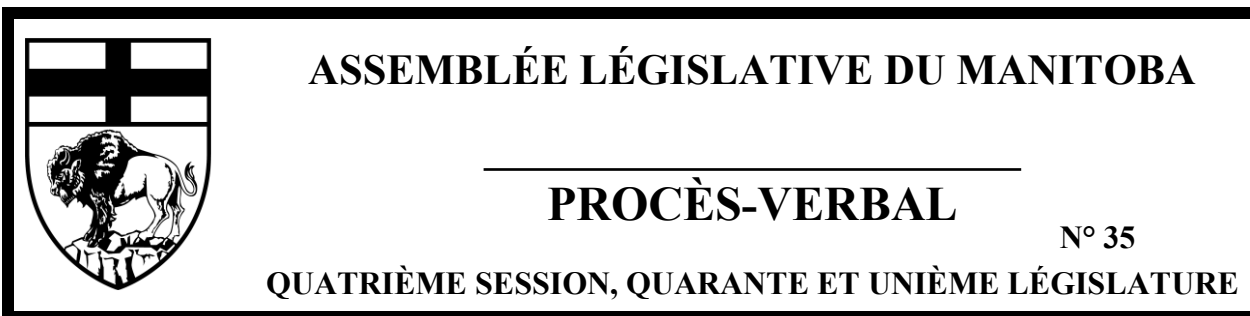 ASSEMBLÉE LÉGISLATIVE DU MANITOBA
PROCÈS-VERBAL
N° 35
QUATRIÈME SESSION, QUARANTE ET UNIÈME LÉGISLATURE